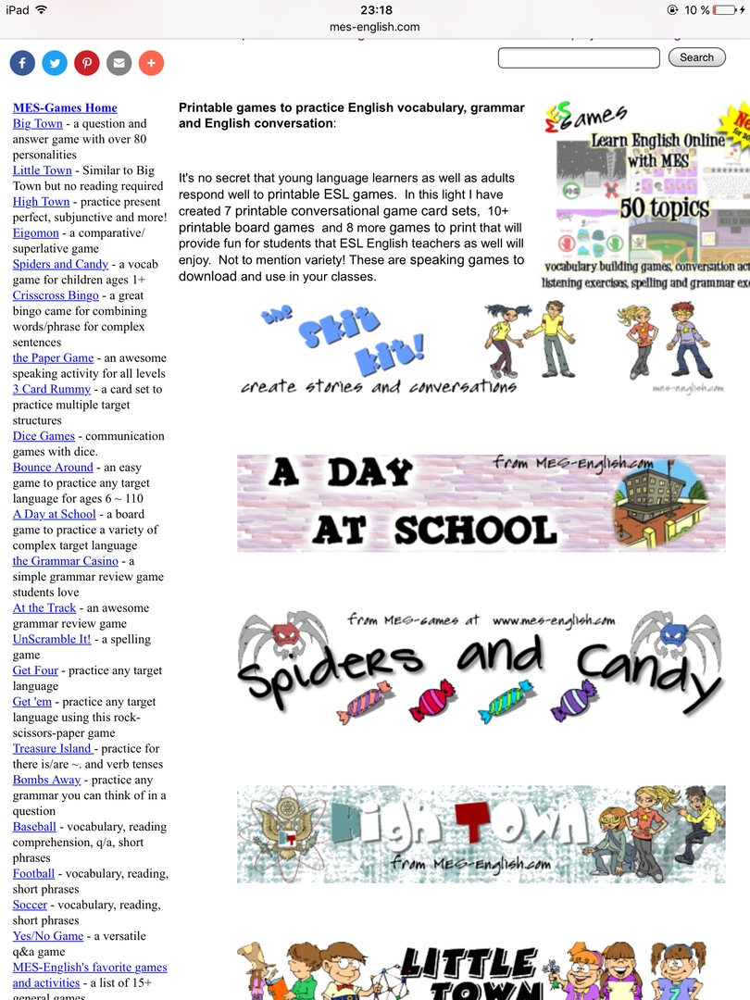 iPad
23:18
10 %
mes-english.com
Search
MES-Games Home
Big Town - a question and
answer game with over 80
personalities
Little Town - Similar to Big
Town but no reading required
High Town - practice present
perfect, subjunctive and more!
Eigomon - a comparative/
superlative game
Spiders and Candy - a vocab
game for children ages 1+
Crisscross Bingo - a great
bingo came for combining
words/phrase for complex
sentences
the Paper Game - an awesome
speaking activity for all levels
3 Card Rummy - a card set to
practice multiple target
structures
Dice Games - communication
games with dice.
Bounce Around - an easy
game to practice any target
language for ages 6 ~ 110
A Day at School - a board
game to practice a variety of
complex target language
the Grammar Casino - a
simple grammar review game
students love
At the Track - an awesome
grammar review game
UnScramble It! - a spelling
game
Get Four - practice any target
language
Get 'em - practice any target
language using this rock-
scissors-paper game
Treasure Island - practice for
there is/are ~. and verb tenses
Bombs Away - practice any
grammar you can think of in a
question
Baseball - vocabulary, reading
comprehension, q/a, short
phrases
Football - vocabulary, reading,
short phrases
Soccer - vocabulary, reading,
short phrases
Yes/No Game - a versatile
q&a game
MES-English's favorite games
and activities - a list of 15+
general games
Printable games to practice English vocabulary, grammar
and English conversation:
It's no secret that young language learners as well as adults
respond well to printable ESL games. In this light I have
created 7 printable conversational game card sets, 10+
printable board games and 8 more games to print that will
provide fun for students that ESL English teachers as well will
enjoy. Not to mention variety! These are speaking games to
download and use in your classes.
MES Games
Learn English Online
with MES
50 topics
vocabulary building games, conversation
listening exercises, spelling and grammar
the Skit
kit!
create stories and conversations
mes-english.com
A DAY from MES-English.com
AT SCHOOL
from MES-Games at www.mes-english.com
Spiders and Candy
High Town
from MES-English.com
LITTLE
TOWN